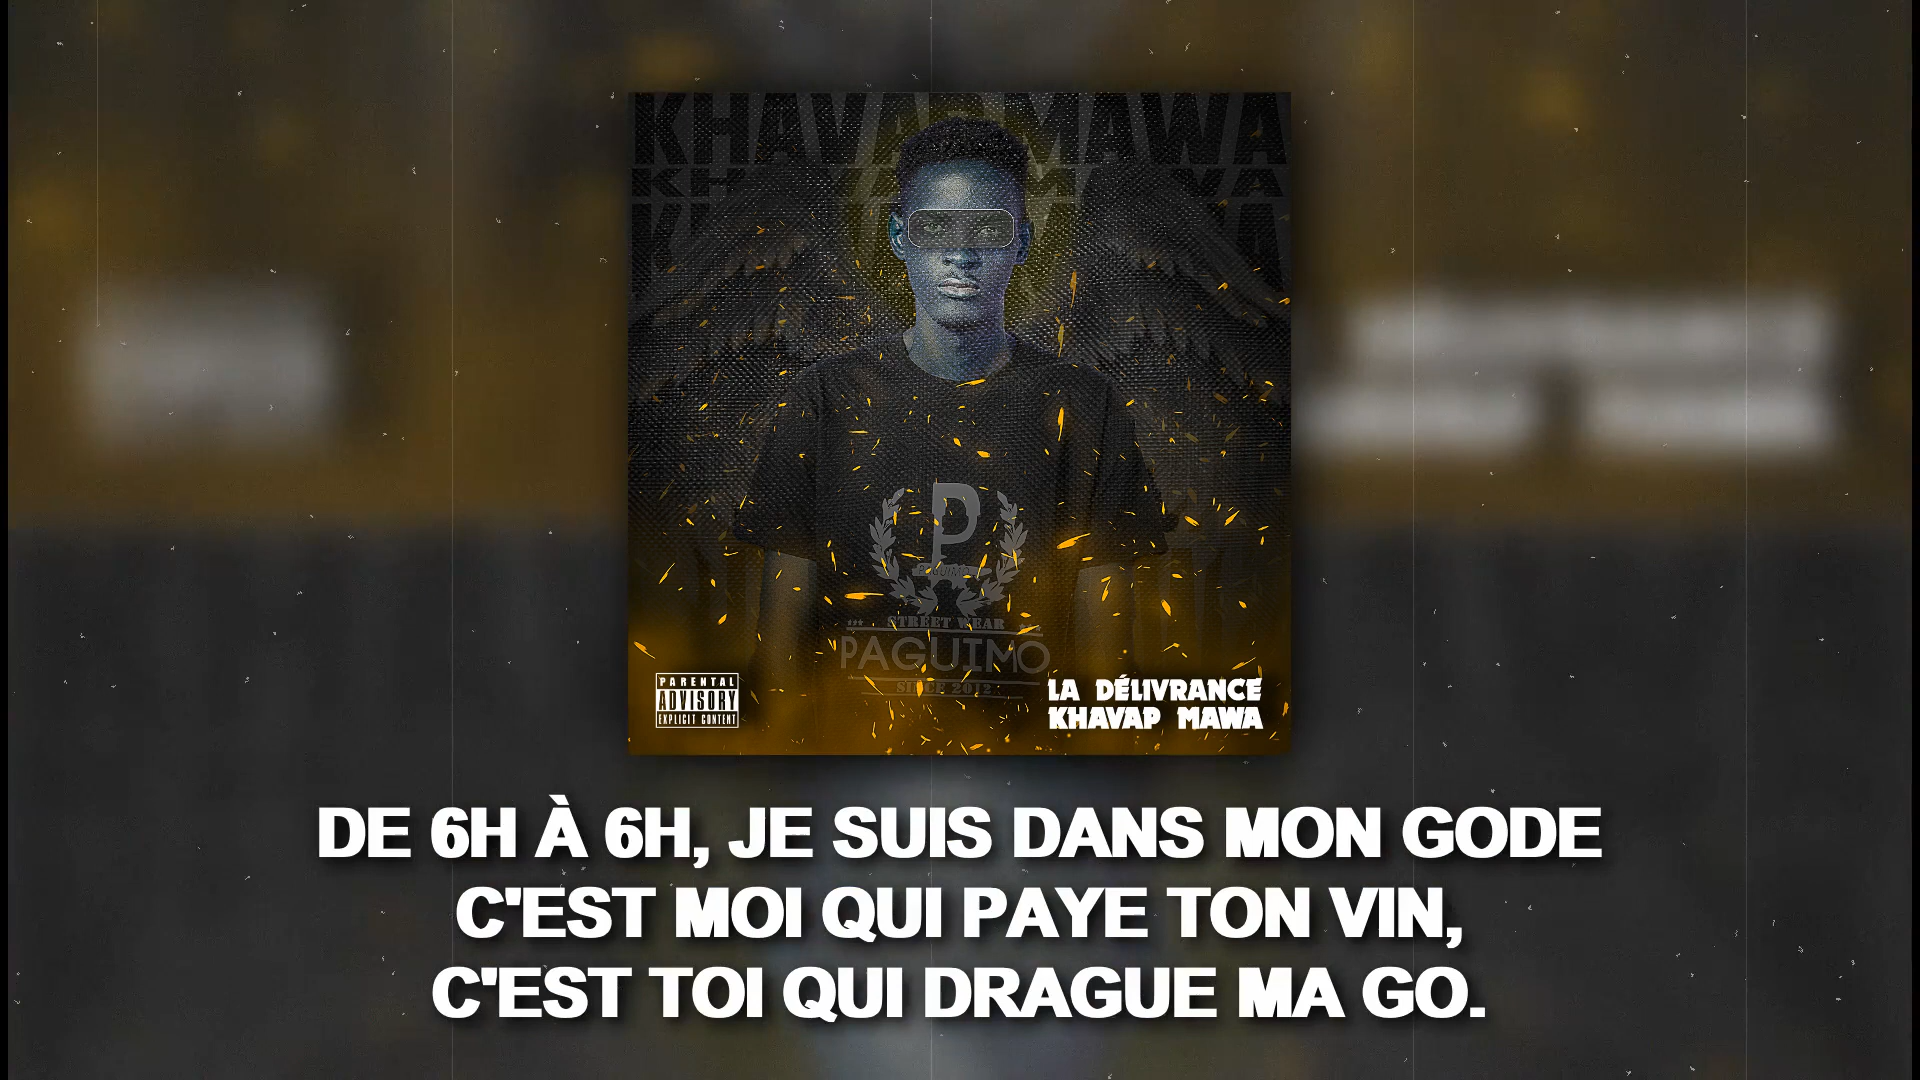 KHAVAP MAWA
P
PAGUIMO
STREET WEAR
PAGUIMO
SINCE 2012
PARENTAL
ADVISORY
EXPLICIT CONTENT
LA DÉLIVRANCE
KHAVAP MAWA
DE 6H À 6H, JE SUIS DANS MON GODE
C'EST MOI QUI PAYE TON VIN,
C'EST TOI QUI DRAGUE MA GO.